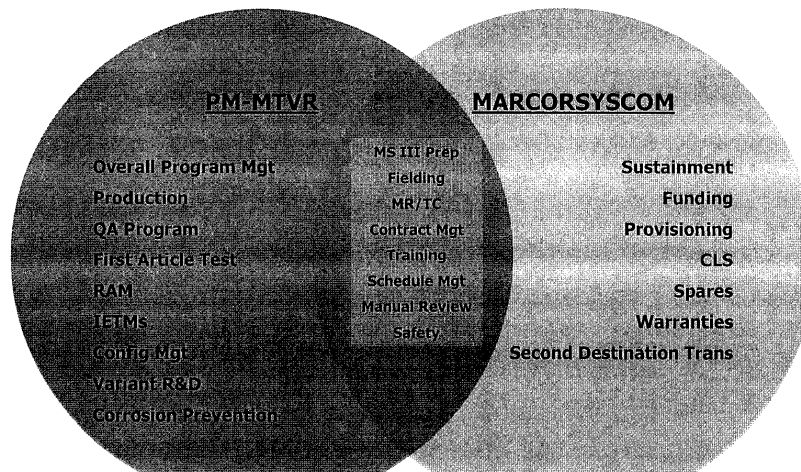 PM-MTVR
Overall Program Mgt
Production
QA Program
First Article Test
RAM
IETMs
Config Mgt
Variant R&D
Corrosion Prevention
MS III Prep
Fielding
MR/TC
Contract Mgt
Training
Schedule Mgt
Manual Review
Safety
MARCORSYSCOM
Sustainment
Funding
Provisioning
CLS
Spares
Warranties
Second Destination Trans